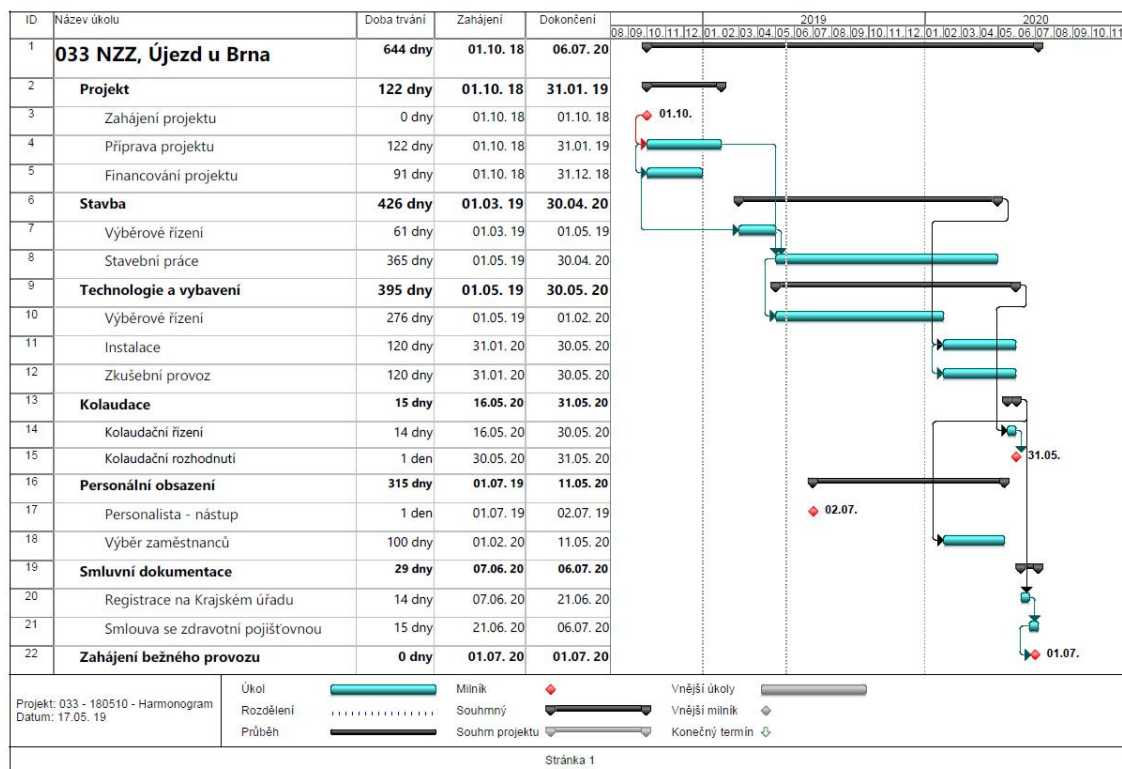 ID Název úkolu Doba trvání Zahájení Dokončení 2019 2020
08. 09. 10. 11. 12. 01. 02. 03. 04. 05. 06. 07. 08. 09. 10. 11. 12. 01. 02. 03. 04. 05. 06. 07. 08. 09. 10. 11
1 033 NZZ, Újezd u Brna 644 dny 01.10. 18 06.07. 20
2 Projekt 122 dny 01.10. 18 31.01. 19
3 Zahájení projektu 0 dny 01.10. 18 01.10. 18 01.10.
4 Příprava projektu 122 dny 01.10. 18 31.01. 19
5 Financování projektu 91 dny 01.10. 18 31.12. 18
6 Stavba 426 dny 01.03. 19 30.04. 20
7 Výběrové řízení 61 dny 01.03. 19 01.05. 19
8 Stavební práce 365 dny 01.05. 19 30.04. 20
9 Technologie a vybavení 395 dny 01.05. 19 30.05. 20
10 Výběrové řízení 276 dny 01.05. 19 01.02. 20
11 Instalace 120 dny 31.01. 20 30.05. 20
12 Zkušební provoz 120 dny 31.01. 20 30.05. 20
13 Kolaudace 15 dny 16.05. 20 31.05. 20
14 Kolaudační řízení 14 dny 16.05. 20 30.05. 20
15 Kolaudační rozhodnutí 1 den 30.05. 20 31.05. 20 31.05.
16 Personální obsazení 315 dny 01.07. 19 11.05. 20
17 Personalista - nástup 1 den 01.07. 19 02.07. 19 02.07.
18 Výběr zaměstnanců 100 dny 01.02. 20 11.05. 20
19 Smluvní dokumentace 29 dny 07.06. 20 06.07. 20
20 Registrace na Krajském úřadu 14 dny 07.06. 20 21.06. 20
21 Smlouva se zdravotní pojišťovnou 15 dny 21.06. 20 06.07. 20
22 Zahájení bežného provozu 0 dny 01.07. 20 01.07. 20 01.07.
Projekt: 033 - 180510 - Harmonogram
Datum: 17.05. 19
Úkol Milník Vnější úkoly
Rozdělení Souhrnný Vnější milník
Průběh Souhrn projektu Konečný termín
Stránka 1